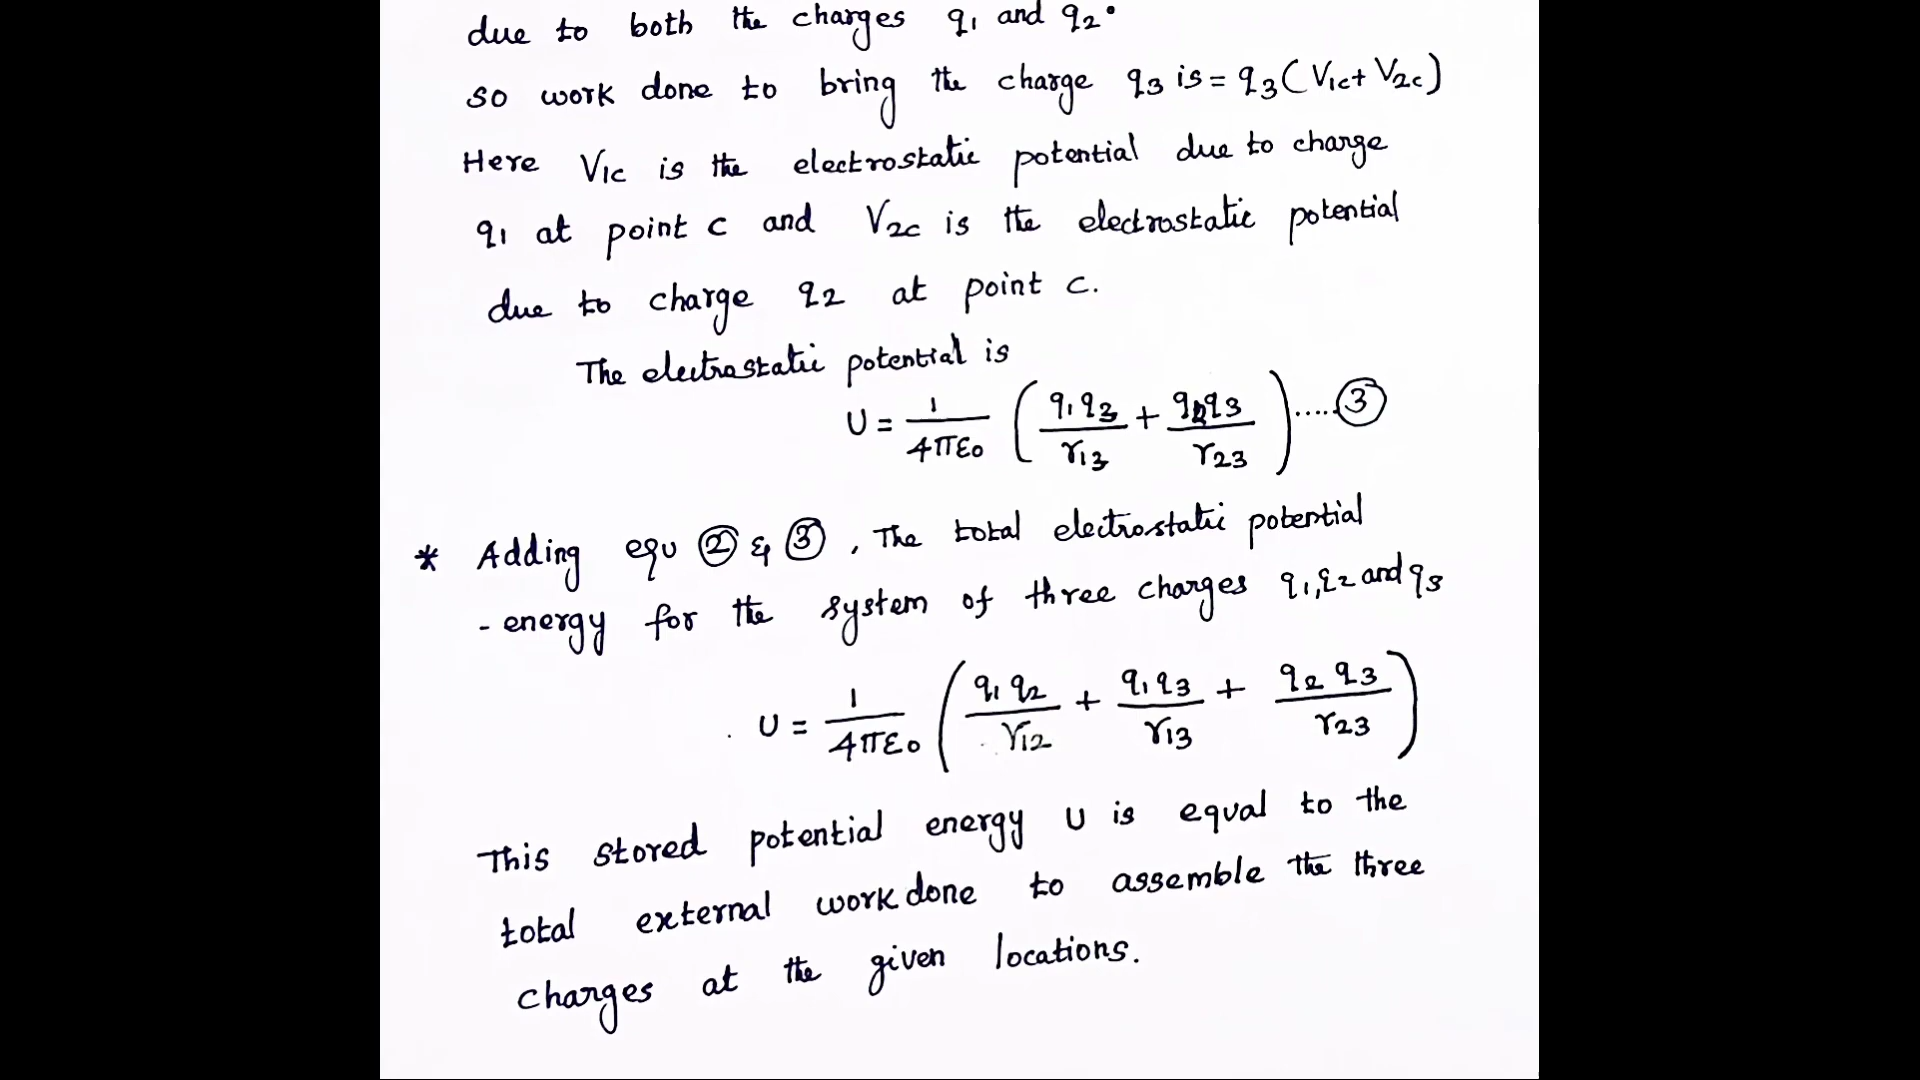 due to both the charges q1 and q2.
so work done to bring the charge q3 is = q3 (V1c + V2c)
Here V1c is the electrostatic potential due to charge
q1 at point c and V2c is the electrostatic potential
due to charge q2 at point c.
The electrostatic potential is
U = 1/4πε0 (q1q3/r13 + q2q3/r23) ..... ③
* Adding equ ② & ③, The total electrostatic potential
- energy for the system of three charges q1, q2 and q3
U = 1/4πε0 (q1q2/r12 + q1q3/r13 + q2q3/r23)
This stored potential energy U is equal to the
total external workdone to assemble the three
charges at the given locations.